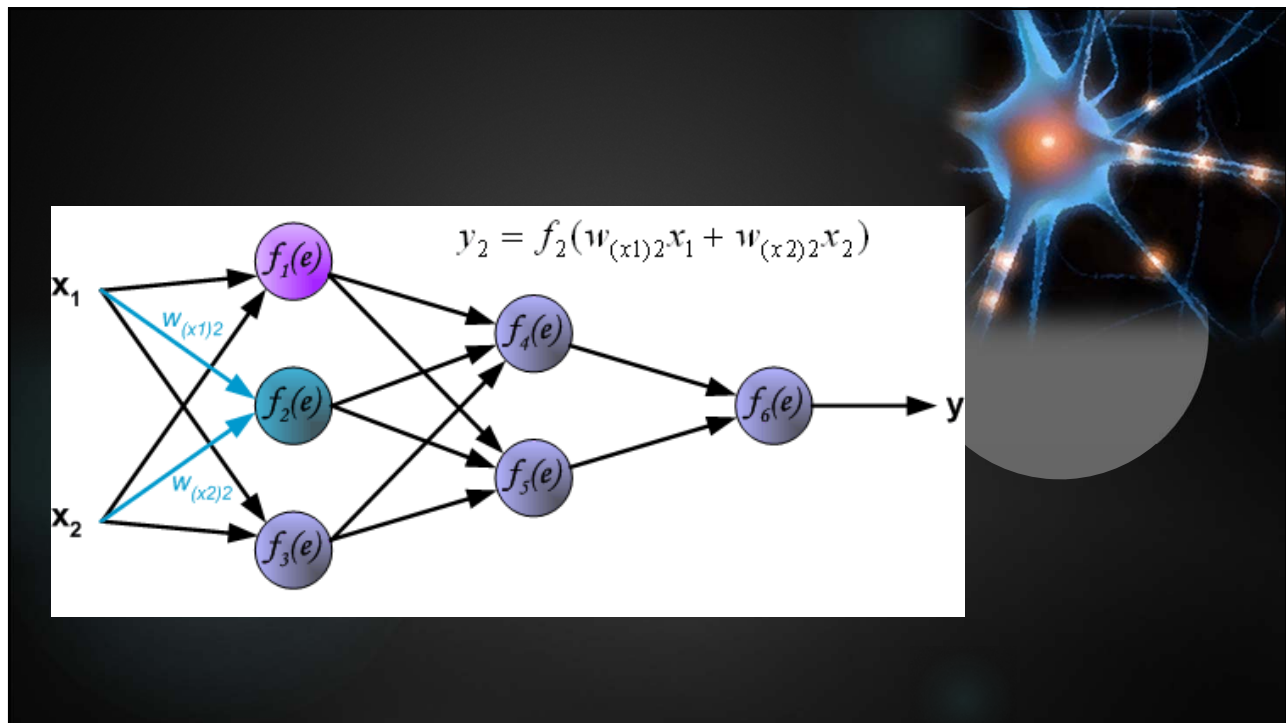 y₂ = f₂(w₍ₓ₁₎₂x₁ + w₍ₓ₂₎₂x₂)
f₁(e)
x₁
w₍ₓ₁₎₂
f₄(e)
f₂(e)
f₆(e)
y
w₍ₓ₂₎₂
f₅(e)
x₂
f₃(e)